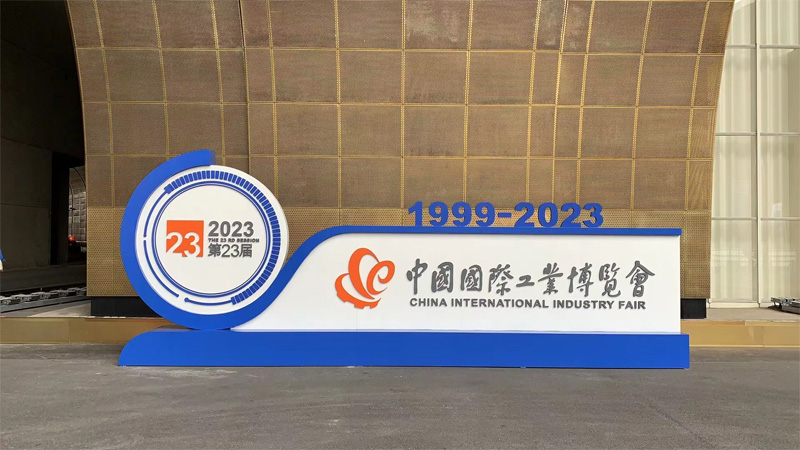 23
2023
THE 23 RD SESSION
第23届
1999-2023
中國國際工業博覽會
CHINA INTERNATIONAL INDUSTRY FAIR